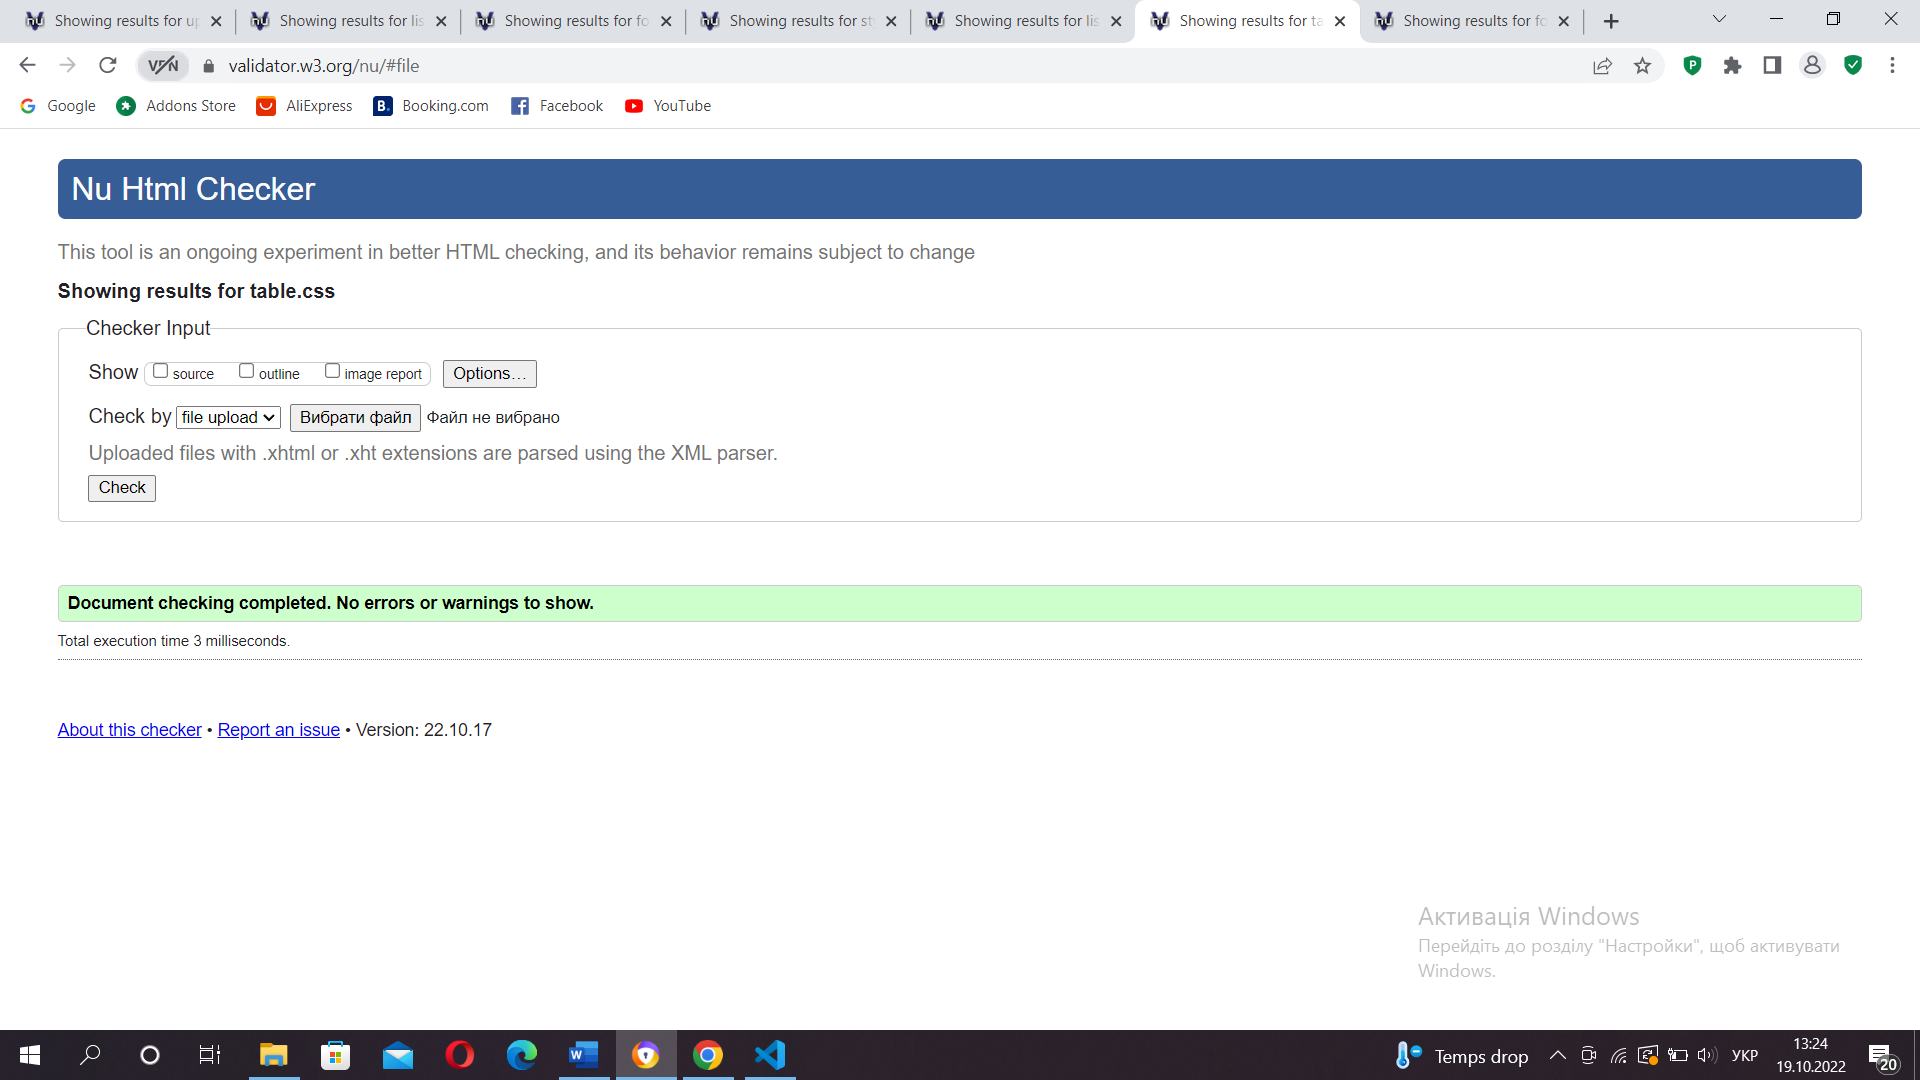 Showing results for up
Showing results for lis
Showing results for fo
Showing results for st
Showing results for lis
Showing results for ta
Showing results for fo
VPN
validator.w3.org/nu/#file
Google
Addons Store
AliExpress
Booking.com
Facebook
YouTube
Nu Html Checker
This tool is an ongoing experiment in better HTML checking, and its behavior remains subject to change
Showing results for table.css
Checker Input
Show source outline image report Options...
Check by file upload Вибрати файл Файл не вибрано
Uploaded files with .xhtml or .xht extensions are parsed using the XML parser.
Check
Document checking completed. No errors or warnings to show.
Total execution time 3 milliseconds.
About this checker • Report an issue • Version: 22.10.17
Активація Windows
Перейдіть до розділу "Настройки", щоб активувати
Windows.
Temps drop
УКР
13:24
19.10.2022
20